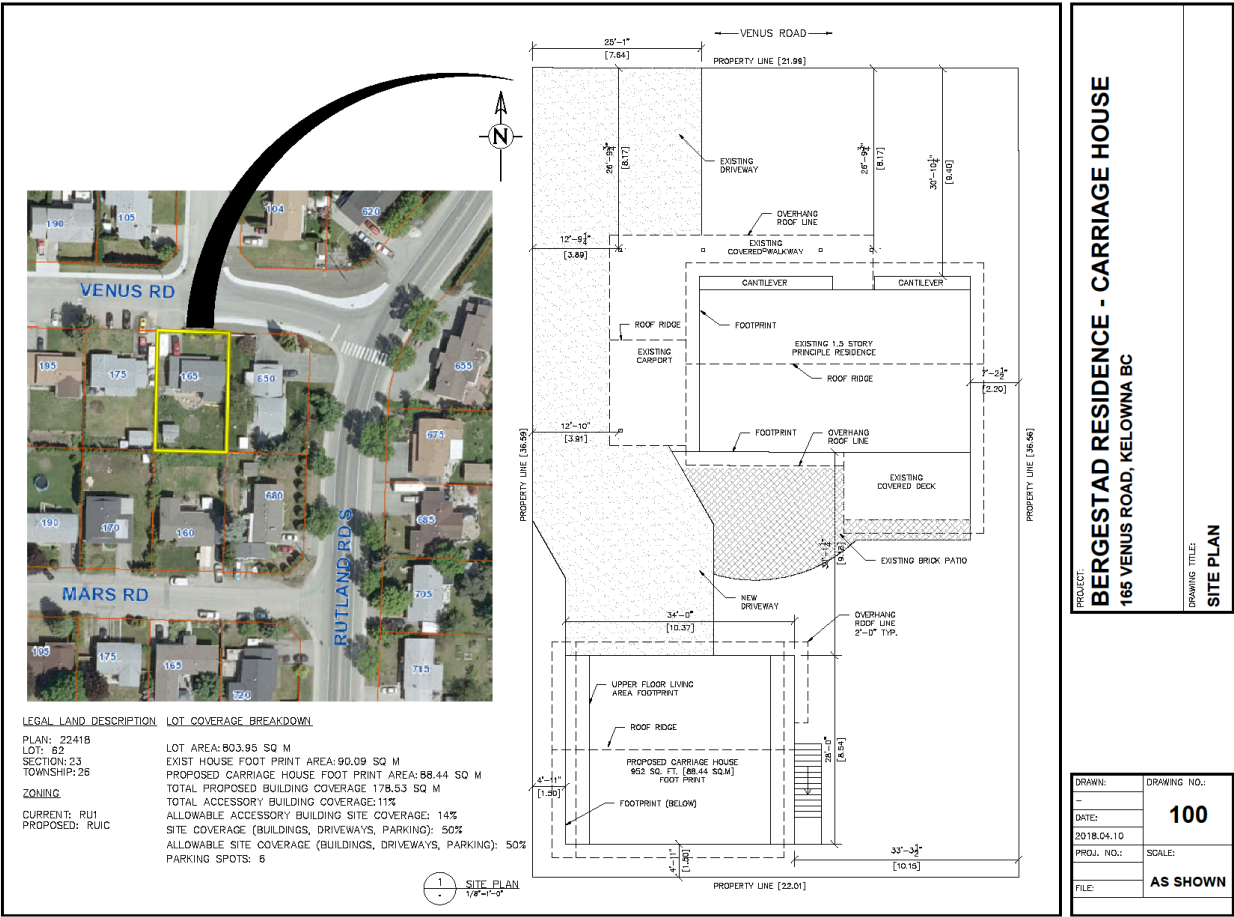 VENUS ROAD
25'-1"
[7.64]
PROPERTY LINE [21.99]
N
26'-9¾"
[8.17]
EXISTING
DRIVEWAY
26'-9¾"
[8.17]
30'-10¼"
[9.40]
OVERHANG
ROOF LINE
12'-9¼"
[3.89]
EXISTING
COVERED WALKWAY
CANTILEVER
CANTILEVER
ROOF RIDGE
FOOTPRINT
EXISTING
CARPORT
EXISTING 1.5 STORY
PRINCIPLE RESIDENCE
ROOF RIDGE
7'-2½"
[2.20]
12'-10"
[3.91]
FOOTPRINT
OVERHANG
ROOF LINE
PROPERTY LINE [36.59]
PROPERTY LINE [36.56]
EXISTING
COVERED DECK
[9.18]
EXISTING BRICK PATIO
NEW
DRIVEWAY
34'-0"
[10.37]
OVERHANG
ROOF LINE
2'-0" TYP.
UPPER FLOOR LIVING
AREA FOOTPRINT
ROOF RIDGE
PROPOSED CARRIAGE HOUSE
952 SQ. FT. [88.44 SQ.M]
FOOT PRINT
28'-0"
[8.54]
4'-11"
[1.50]
FOOTPRINT (BELOW)
4'-11"
[1.50]
33'-3½"
[10.15]
PROPERTY LINE [22.01]
190
105
104
620
VENUS RD
195
175
165
650
655
675
190
170
160
680
685
MARS RD
RUTLAND RD S
705
195
175
165
720
715
LEGAL LAND DESCRIPTION
PLAN: 22418
LOT: 62
SECTION: 23
TOWNSHIP: 26
ZONING
CURRENT: RU1
PROPOSED: RU1C
LOT COVERAGE BREAKDOWN
LOT AREA: 803.95 SQ M
EXIST HOUSE FOOT PRINT AREA: 90.09 SQ M
PROPOSED CARRIAGE HOUSE FOOT PRINT AREA: 88.44 SQ M
TOTAL PROPOSED BUILDING COVERAGE 178.53 SQ M
TOTAL ACCESSORY BUILDING COVERAGE: 11%
ALLOWABLE ACCESSORY BUILDING SITE COVERAGE: 14%
SITE COVERAGE (BUILDINGS, DRIVEWAYS, PARKING): 50%
ALLOWABLE SITE COVERAGE (BUILDINGS, DRIVEWAYS, PARKING): 50%
PARKING SPOTS: 6
1
-
SITE PLAN
1/8"=1'-0"
PROJECT:
BERGESTAD RESIDENCE - CARRIAGE HOUSE
165 VENUS ROAD, KELOWNA BC
DRAWING TITLE:
SITE PLAN
DRAWN:
-
DATE:
2018.04.10
PROJ. NO.:
FILE:
DRAWING NO.:
100
SCALE:
AS SHOWN